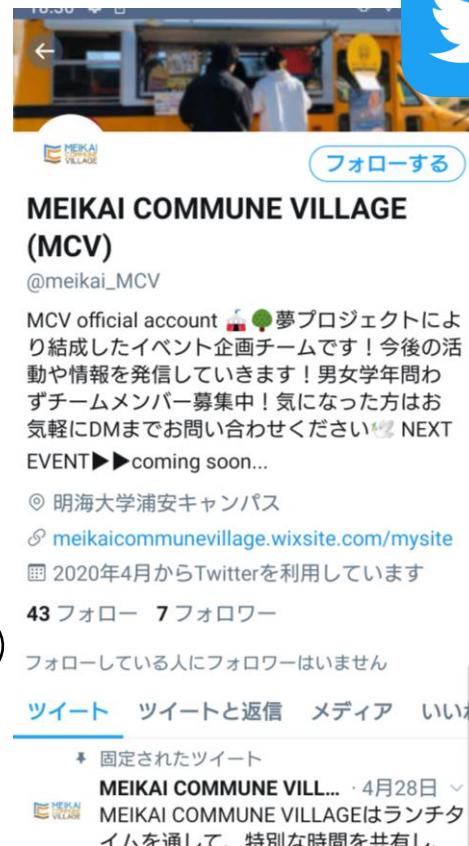 MEIKAI
COMMUNE
VILLAGE
フォローする
MEIKAI COMMUNE VILLAGE
(MCV)
@meikai_MCV
MCV official account 🎪🌳夢プロジェクトによ
り結成したイベント企画チームです！今後の活
動や情報を発信していきます！男女学年問わ
ずチームメンバー募集中！気になった方はお
気軽にDMまでお問い合わせください🕊 NEXT
EVENT▶▶coming soon...
明海大学浦安キャンパス
meikaicommunevillage.wixsite.com/mysite
2020年4月からTwitterを利用しています
43 フォロー 7 フォロワー
)
フォローしている人にフォロワーはいません
ツイート ツイートと返信 メディア いいね
固定されたツイート
MEIKAI COMMUNE VILL... · 4月28日
MEIKAI
COMMUNE
VILLAGE
MEIKAI COMMUNE VILLAGEはランチタ
イムを通して、特別な時間を共有し、